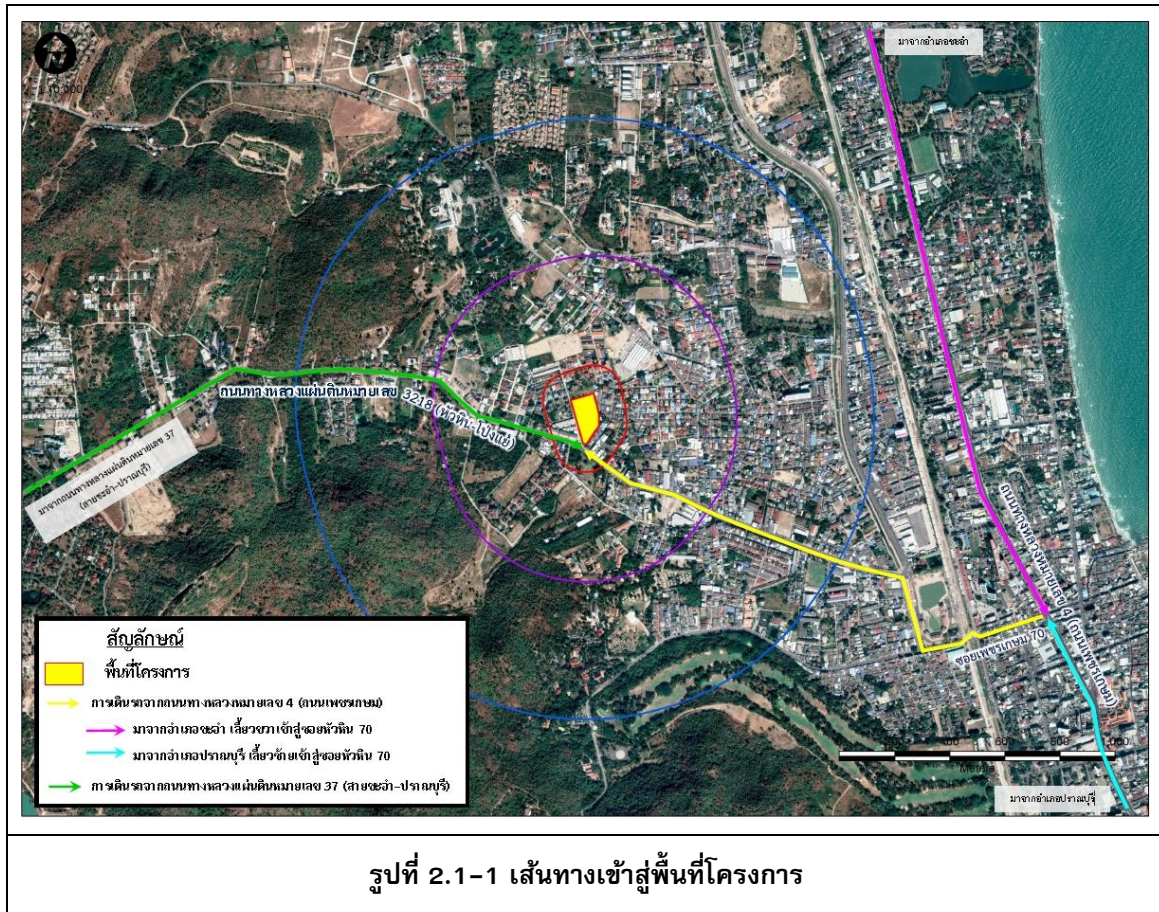 มาจากอำเภอชะอำ
1:10,000
ถนนทางหลวงแผ่นดินหมายเลข 3218 (หัวหิน-ป่งแย่)
มาจากถนนทางหลวงแผ่นดินหมายเลข 37
(สายชะอำ-ปราณบุรี)
ถนนทางหลวงหมายเลข 4 (ถนนเพชรเกษม)
ซอยเพชรเกษม 70
สัญลักษณ์
พื้นที่โครงการ
การเดินรถจากถนนทางหลวงหมายเลข 4 (ถนนเพชรเกษม)
มาจากอำเภอชะอำ เลี้ยวขวาเข้าสู่ซอยหัวหิน 70
มาจากอำเภอปราณบุรี เลี้ยวซ้ายเข้าสู่ซอยหัวหิน 70
การเดินรถจากถนนทางหลวงแผ่นดินหมายเลข 37 (สายชะอำ-ปราณบุรี)
600
Meters
มาจากอำเภอปราณบุรี
รูปที่ 2.1-1 เส้นทางเข้าสู่พื้นที่โครงการ